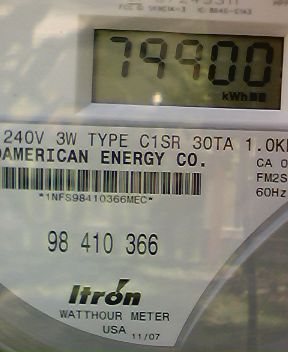 79900
kWh
240V 3W TYPE C1SR 30TA 1.0K
AMERICAN ENERGY CO.
CA 0
FM2S
60Hz
*1NFS98410366MEC*
98 410 366
Itron
WATTHOUR METER
USA 11/07